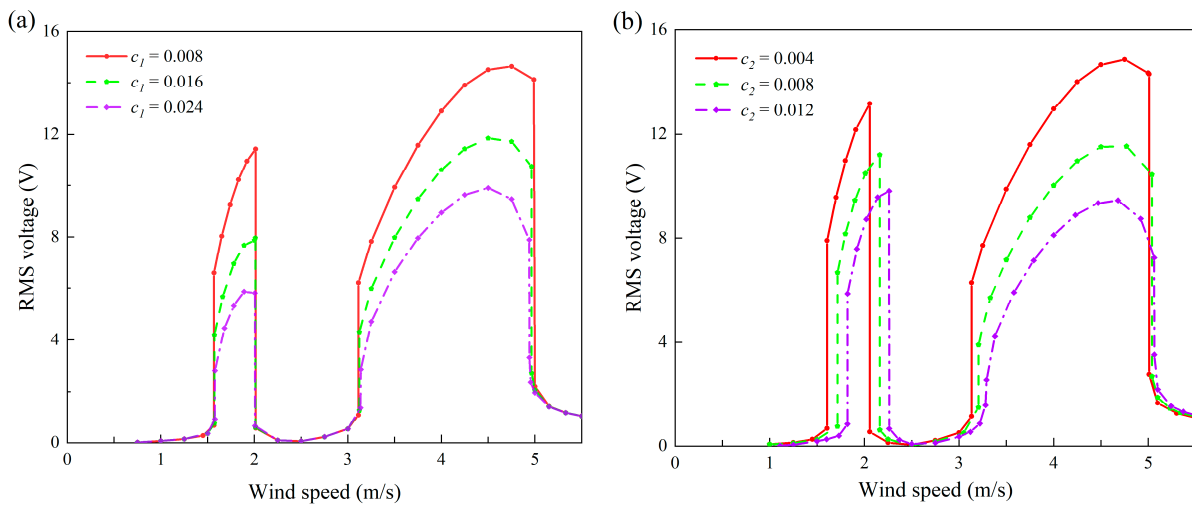 (a)
16
12
8
4
0
RMS voltage (V)
c1 = 0.008
c1 = 0.016
c1 = 0.024
0 1 2 3 4 5
Wind speed (m/s)
(b)
16
12
8
4
0
RMS voltage (V)
c2 = 0.004
c2 = 0.008
c2 = 0.012
0 1 2 3 4 5
Wind speed (m/s)